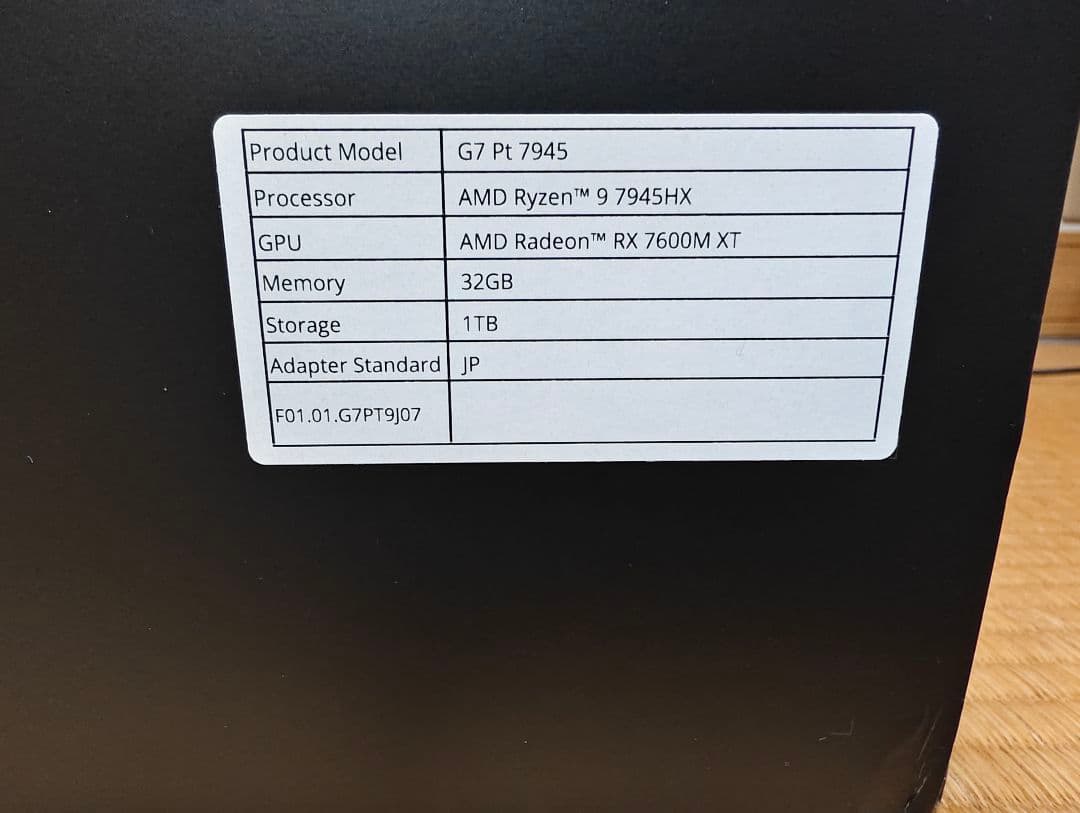 Product Model G7 Pt 7945
Processor AMD Ryzen™ 9 7945HX
GPU AMD Radeon™ RX 7600M XT
Memory 32GB
Storage 1TB
Adapter Standard JP
F01.01.G7PT9J07